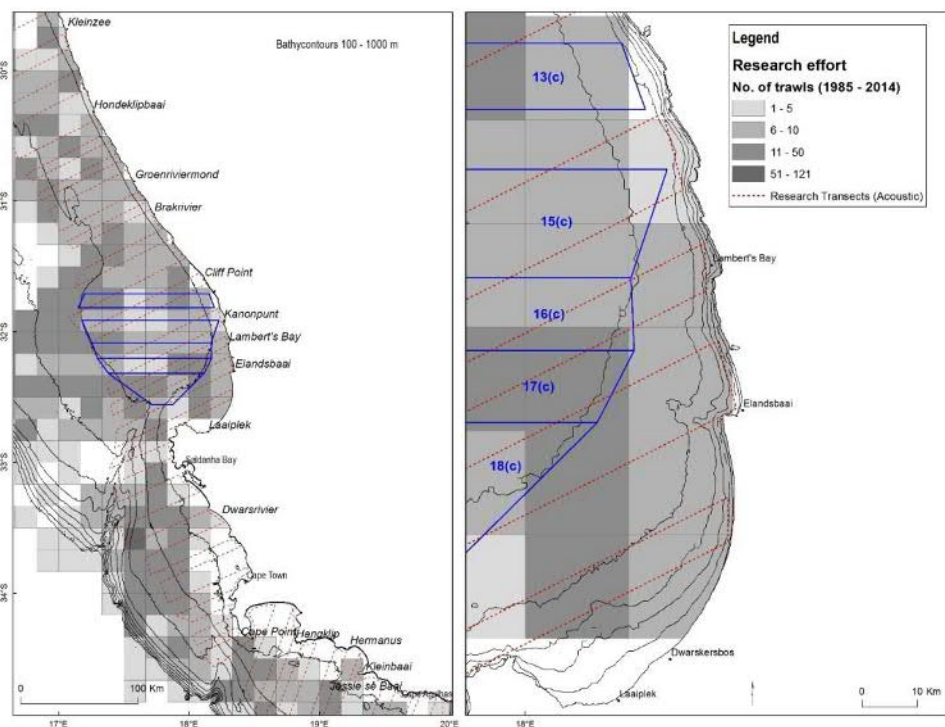 Kleinzee
Bathycontours 100 - 1000 m
30°S
Hondeklipbaai
Groenriviermond
31°S
Brakrivier
Cliff Point
Kanonpunt
32°S
Lambert's Bay
Elandsbaai
Laaiplek
33°S
Saldanha Bay
Dwarsrivier
Cape Town
34°S
Cape Point
Hangklip
Hermanus
Kleinbaai
Jessie se Baai
Cape Agulhas
0 100 Km
17°E 18°E 19°E 20°E
13(c)
15(c)
16(c)
17(c)
18(c)
Lambert's Bay
Elandsbaai
Dwarskersbos
Laaiplek
0 10 Km
18°E
Legend
Research effort
No. of trawls (1985 - 2014)
1 - 5
6 - 10
11 - 50
51 - 121
Research Transects (Acoustic)